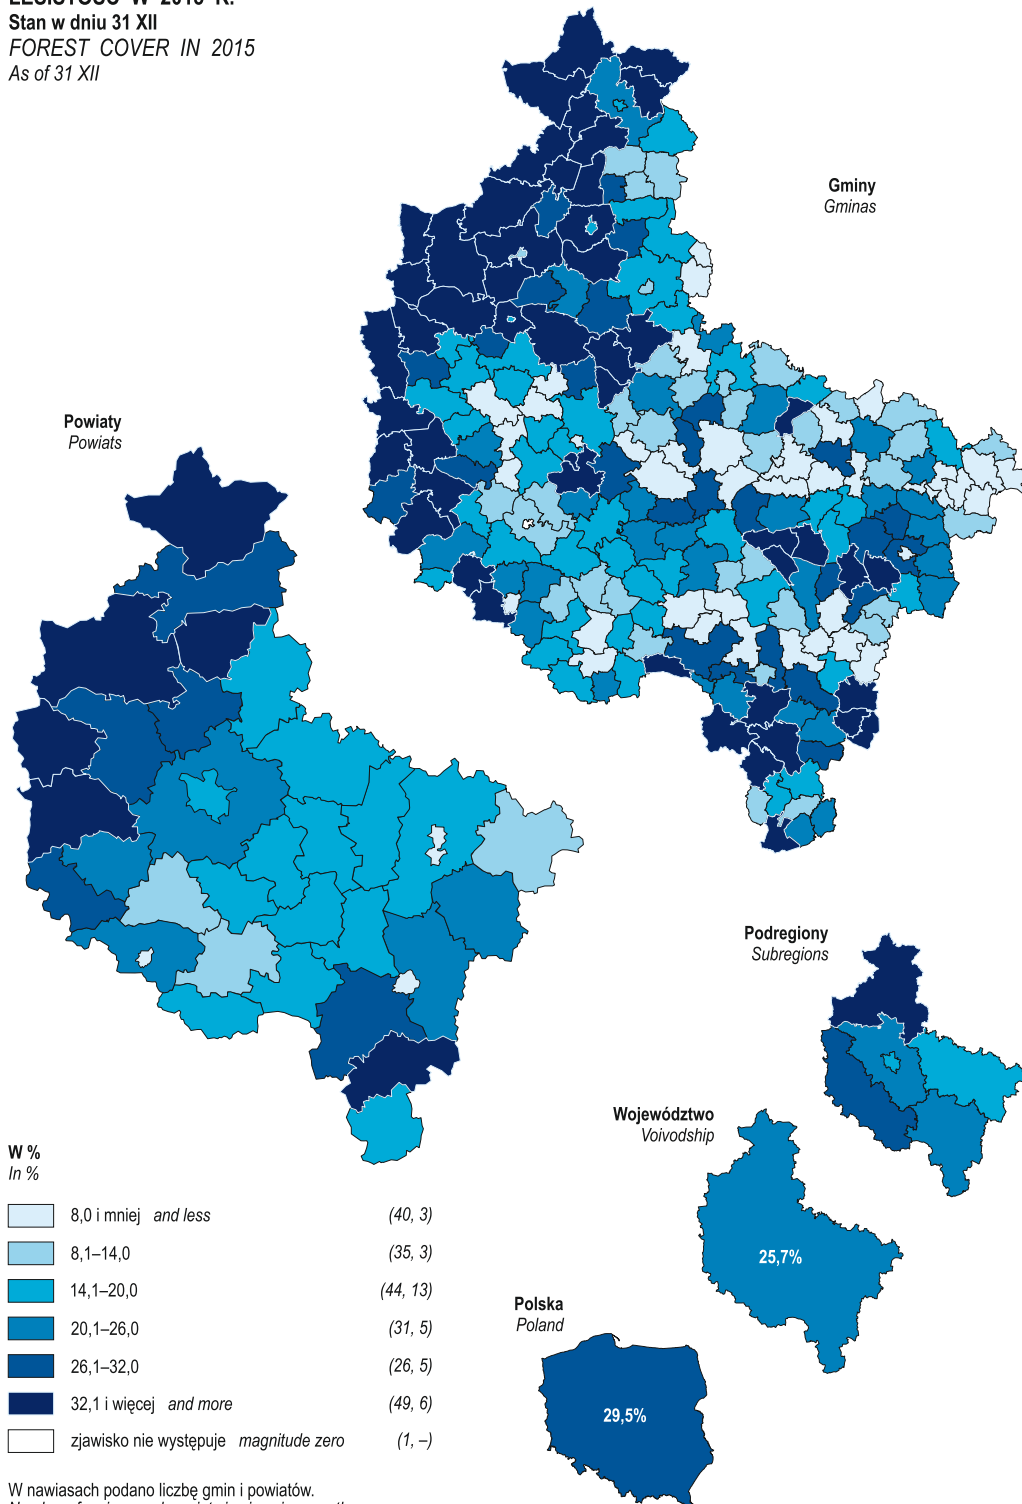 LESISTOŚĆ W 2015 R.
Stan w dniu 31 XII
FOREST COVER IN 2015
As of 31 XII
Gminy
Gminas
Powiaty
Powiats
Podregiony
Subregions
Województwo
Voivodship
25,7%
Polska
Poland
29,5%
W %
In %
8,0 i mniej and less (40, 3)
8,1–14,0 (35, 3)
14,1–20,0 (44, 13)
20,1–26,0 (31, 5)
26,1–32,0 (26, 5)
32,1 i więcej and more (49, 6)
zjawisko nie występuje magnitude zero (1, –)
W nawiasach podano liczbę gmin i powiatów.